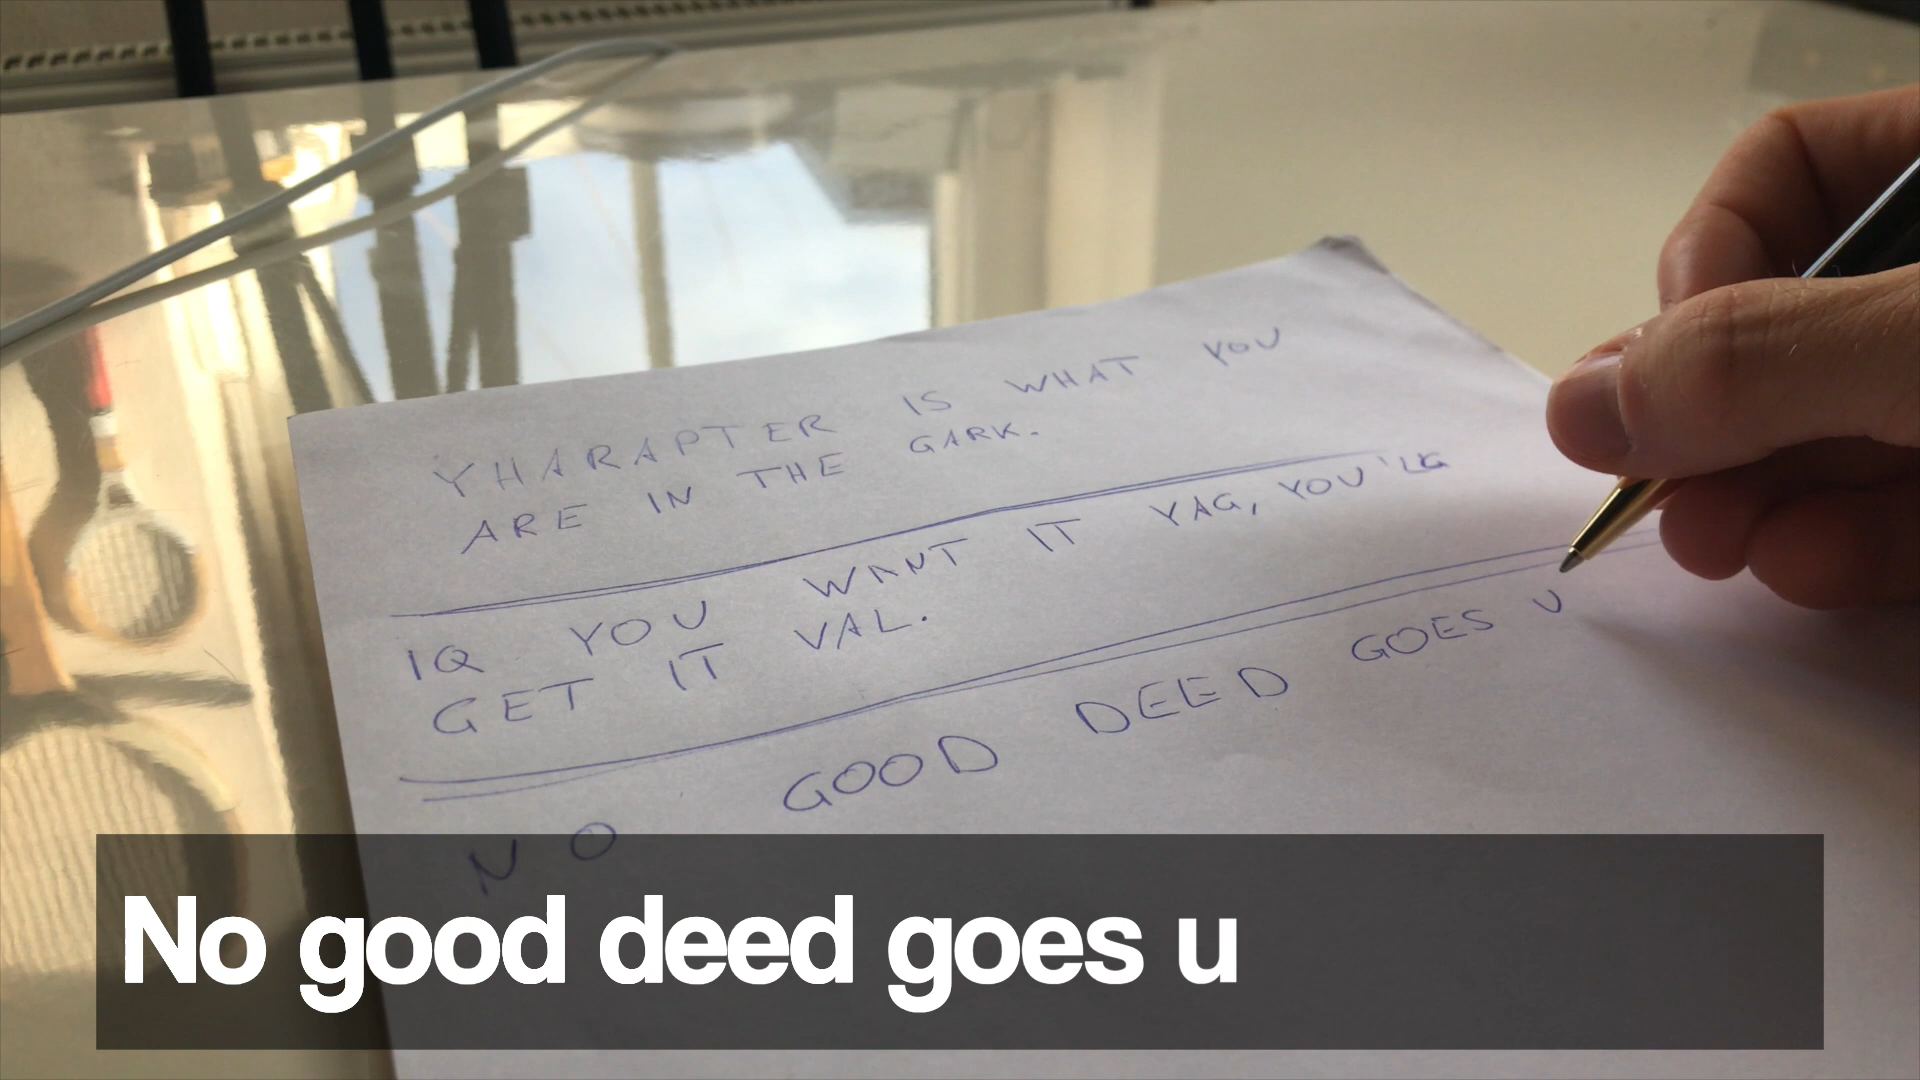 YHARAPTER IS WHAT YOU
ARE IN THE GARK.
IQ YOU WANT IT YAG, YOU'LG
GET IT VAL.
NO GOOD DEED GOES U
No good deed goes u